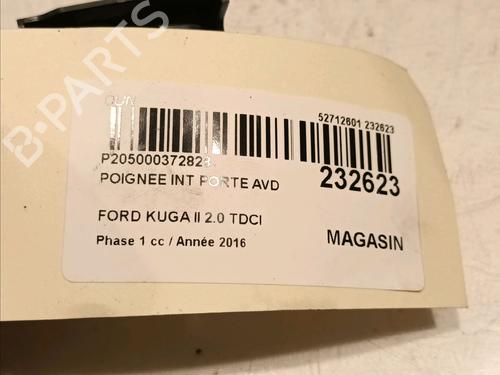 B-PARTS
52712601 232623
P205000372828
POIGNEE INT PORTE AVD
232623
FORD KUGA II 2.0 TDCI
Phase 1 cc / Année 2016
MAGASIN